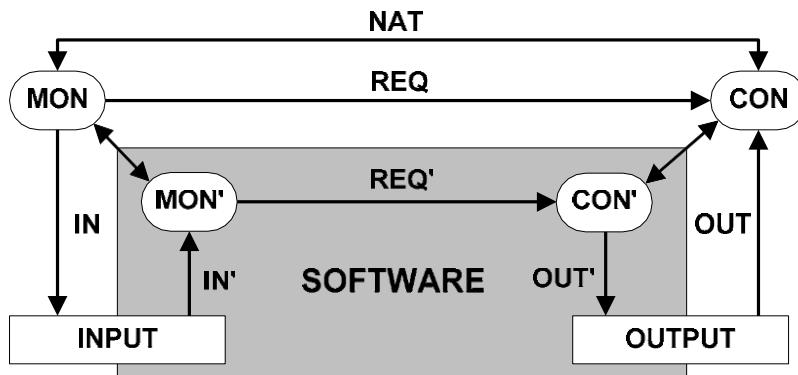 NAT
MON
REQ
CON
MON'
REQ'
CON'
IN
OUT
IN'
SOFTWARE
OUT'
INPUT
OUTPUT